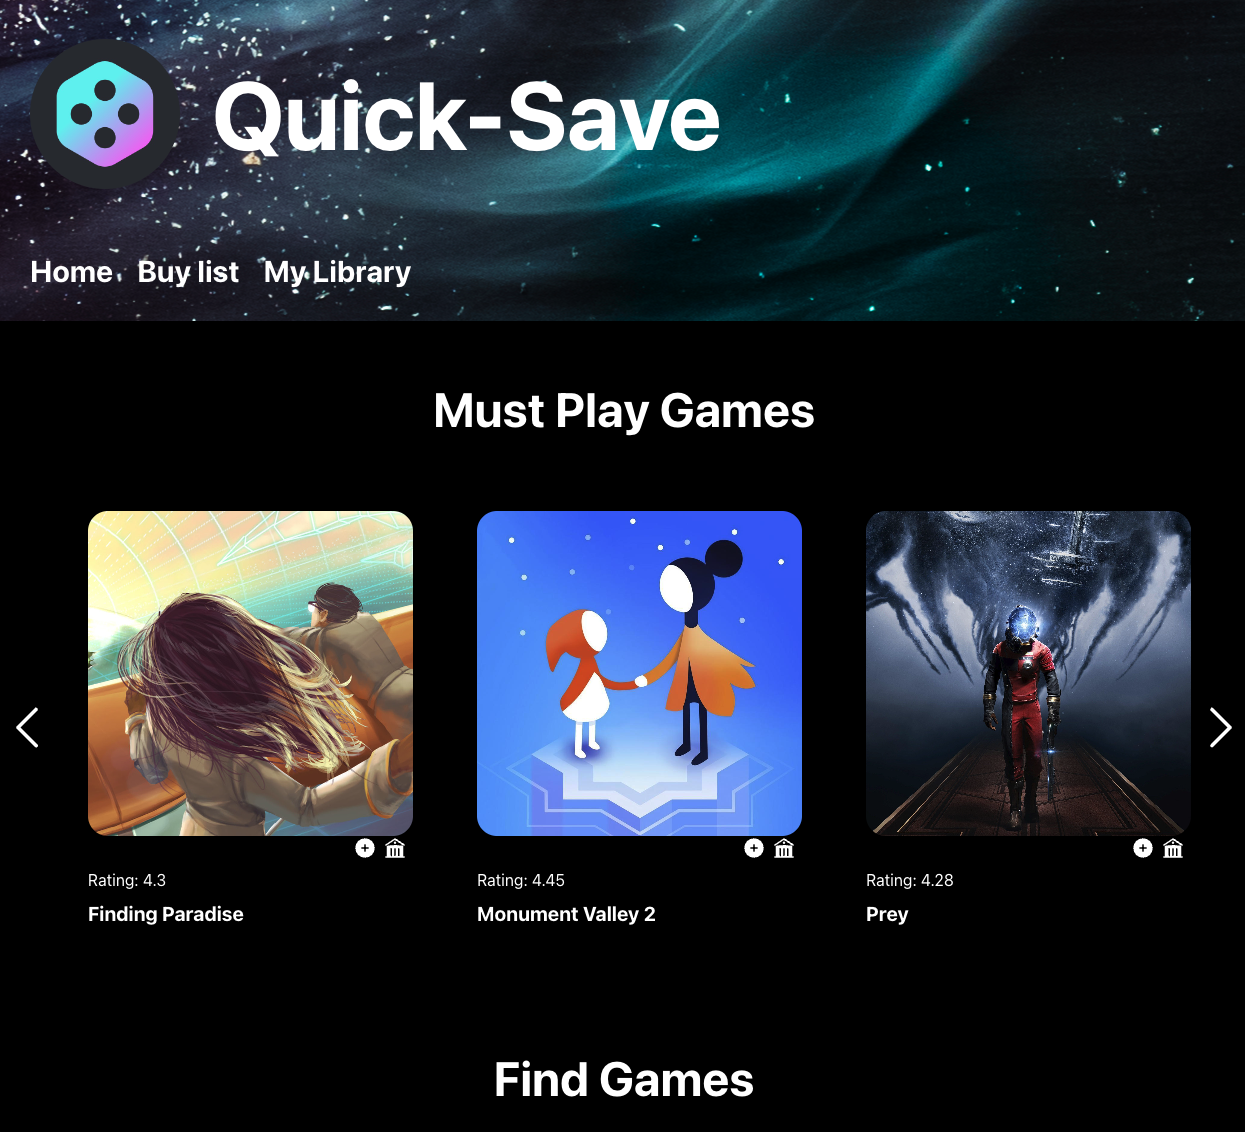 Quick-Save
Home Buy list My Library
Must Play Games
Rating: 4.3
Finding Paradise
Rating: 4.45
Monument Valley 2
Rating: 4.28
Prey
Find Games